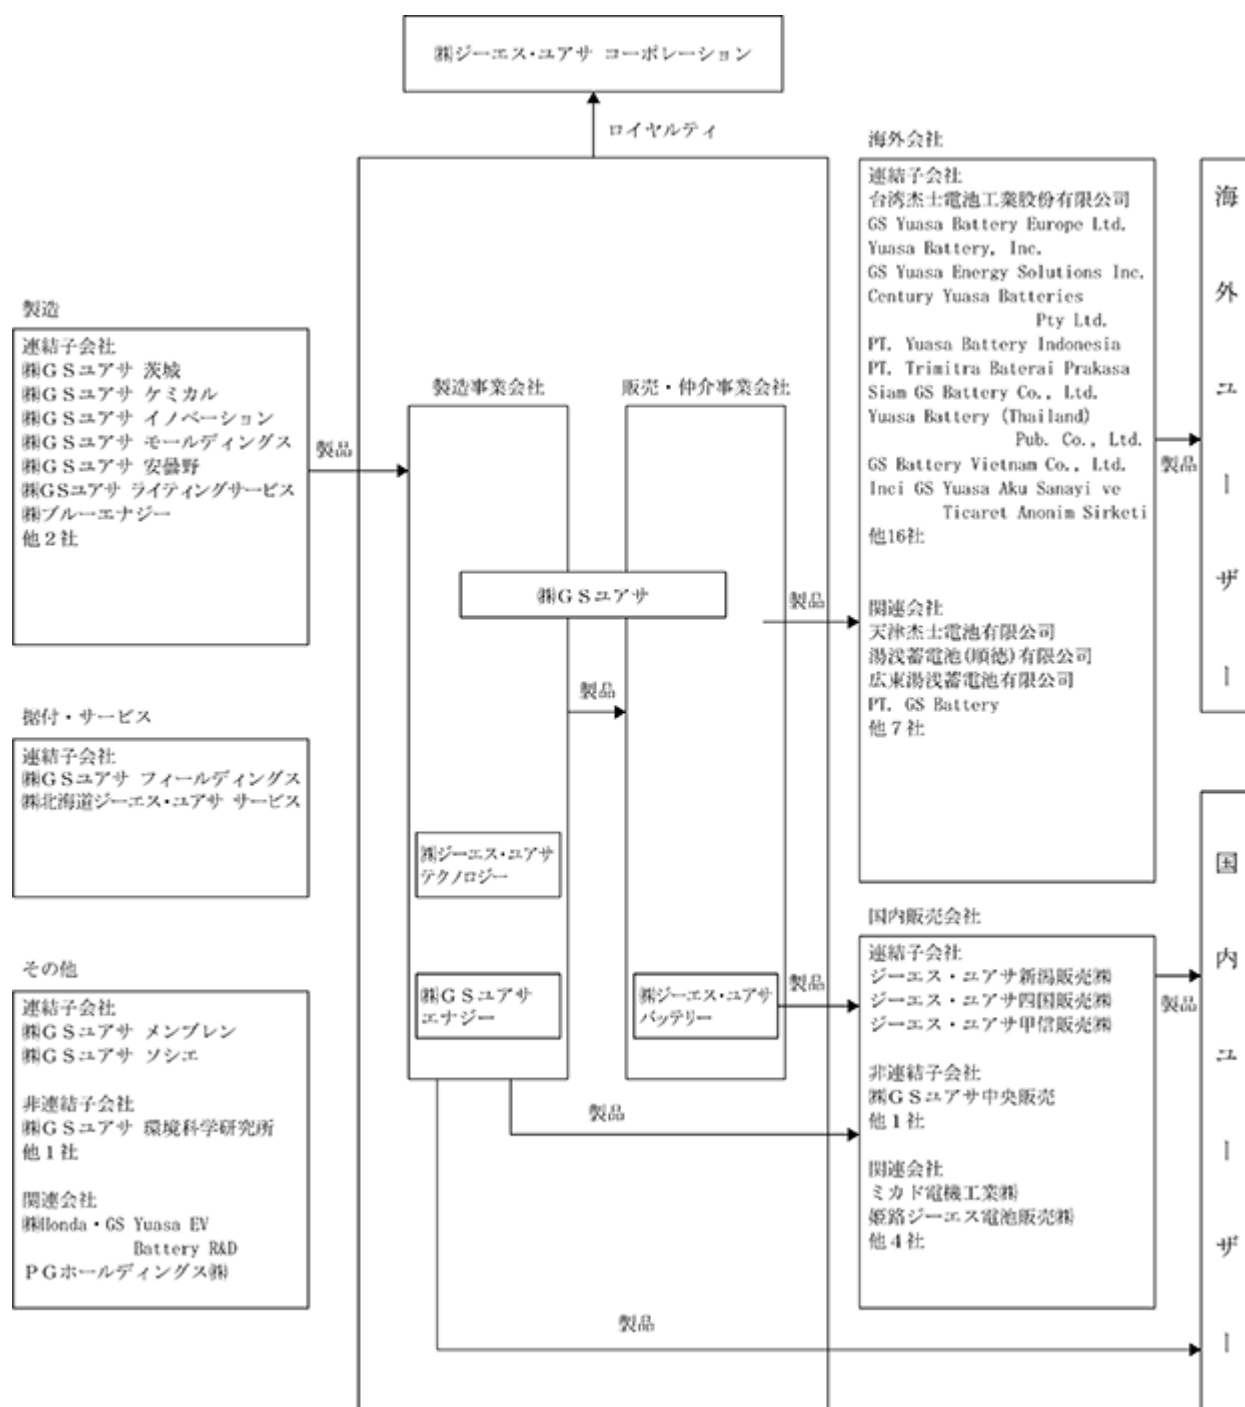 ㈱ジーエス・ユアサ コーポレーション
ロイヤルティ
製造
連結子会社
㈱ＧＳユアサ 茨城
㈱ＧＳユアサ ケミカル
㈱ＧＳユアサ イノベーション
㈱ＧＳユアサ モールディングス
㈱ＧＳユアサ 安曇野
㈱GSユアサ ライティングサービス
㈱ブルーエナジー
他２社
製品
据付・サービス
連結子会社
㈱ＧＳユアサ フィールディングス
㈱北海道ジーエス・ユアサ サービス
その他
連結子会社
㈱ＧＳユアサ メンブレン
㈱ＧＳユアサ ソシエ
非連結子会社
㈱ＧＳユアサ 環境科学研究所
他１社
関連会社
㈱Honda・GS Yuasa EV
Battery R&D
ＰＧホールディングス㈱
製造事業会社
販売・仲介事業会社
㈱ＧＳユアサ
製品
㈱ジーエス・ユアサ
テクノロジー
㈱ＧＳユアサ
エナジー
㈱ジーエス・ユアサ
バッテリー
製品
製品
製品
製品
海外会社
連結子会社
台湾杰士電池工業股份有限公司
GS Yuasa Battery Europe Ltd.
Yuasa Battery, Inc.
GS Yuasa Energy Solutions Inc.
Century Yuasa Batteries
Pty Ltd.
PT. Yuasa Battery Indonesia
PT. Trimitra Baterai Prakasa
Siam GS Battery Co., Ltd.
Yuasa Battery (Thailand)
Pub. Co., Ltd.
GS Battery Vietnam Co., Ltd.
Inci GS Yuasa Aku Sanayi ve
Ticaret Anonim Sirketi
他16社
関連会社
天津杰士電池有限公司
湯浅蓄電池(順徳)有限公司
広東湯浅蓄電池有限公司
PT. GS Battery
他７社
製品
海外ユーザー
国内販売会社
連結子会社
ジーエス・ユアサ新潟販売㈱
ジーエス・ユアサ四国販売㈱
ジーエス・ユアサ甲信販売㈱
非連結子会社
㈱ＧＳユアサ中央販売
他１社
関連会社
ミカド電機工業㈱
姫路ジーエス電池販売㈱
他４社
製品
国内ユーザー